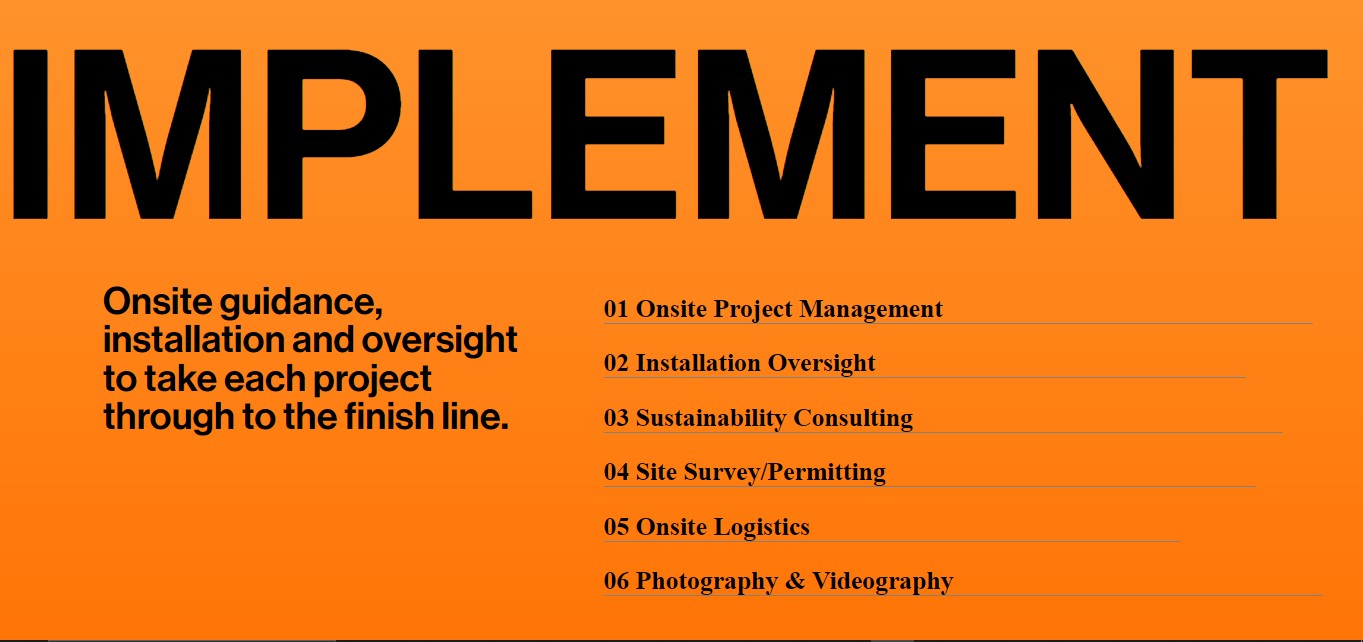 IMPLEMENT
Onsite guidance,
installation and oversight
to take each project
through to the finish line.
01 Onsite Project Management
02 Installation Oversight
03 Sustainability Consulting
04 Site Survey/Permitting
05 Onsite Logistics
06 Photography & Videography